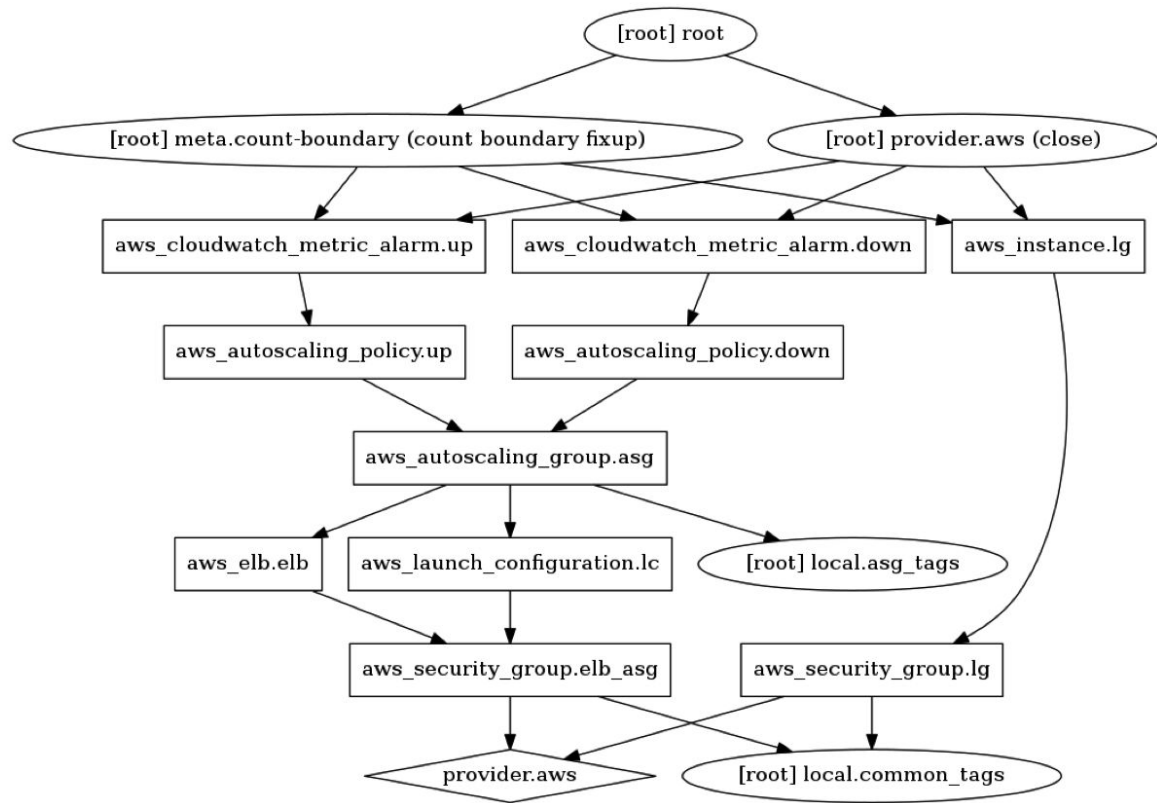 [root] root
[root] meta.count-boundary (count boundary fixup)
[root] provider.aws (close)
aws_cloudwatch_metric_alarm.up
aws_cloudwatch_metric_alarm.down
aws_instance.lg
aws_autoscaling_policy.up
aws_autoscaling_policy.down
aws_autoscaling_group.asg
aws_elb.elb
aws_launch_configuration.lc
[root] local.asg_tags
aws_security_group.elb_asg
aws_security_group.lg
provider.aws
[root] local.common_tags